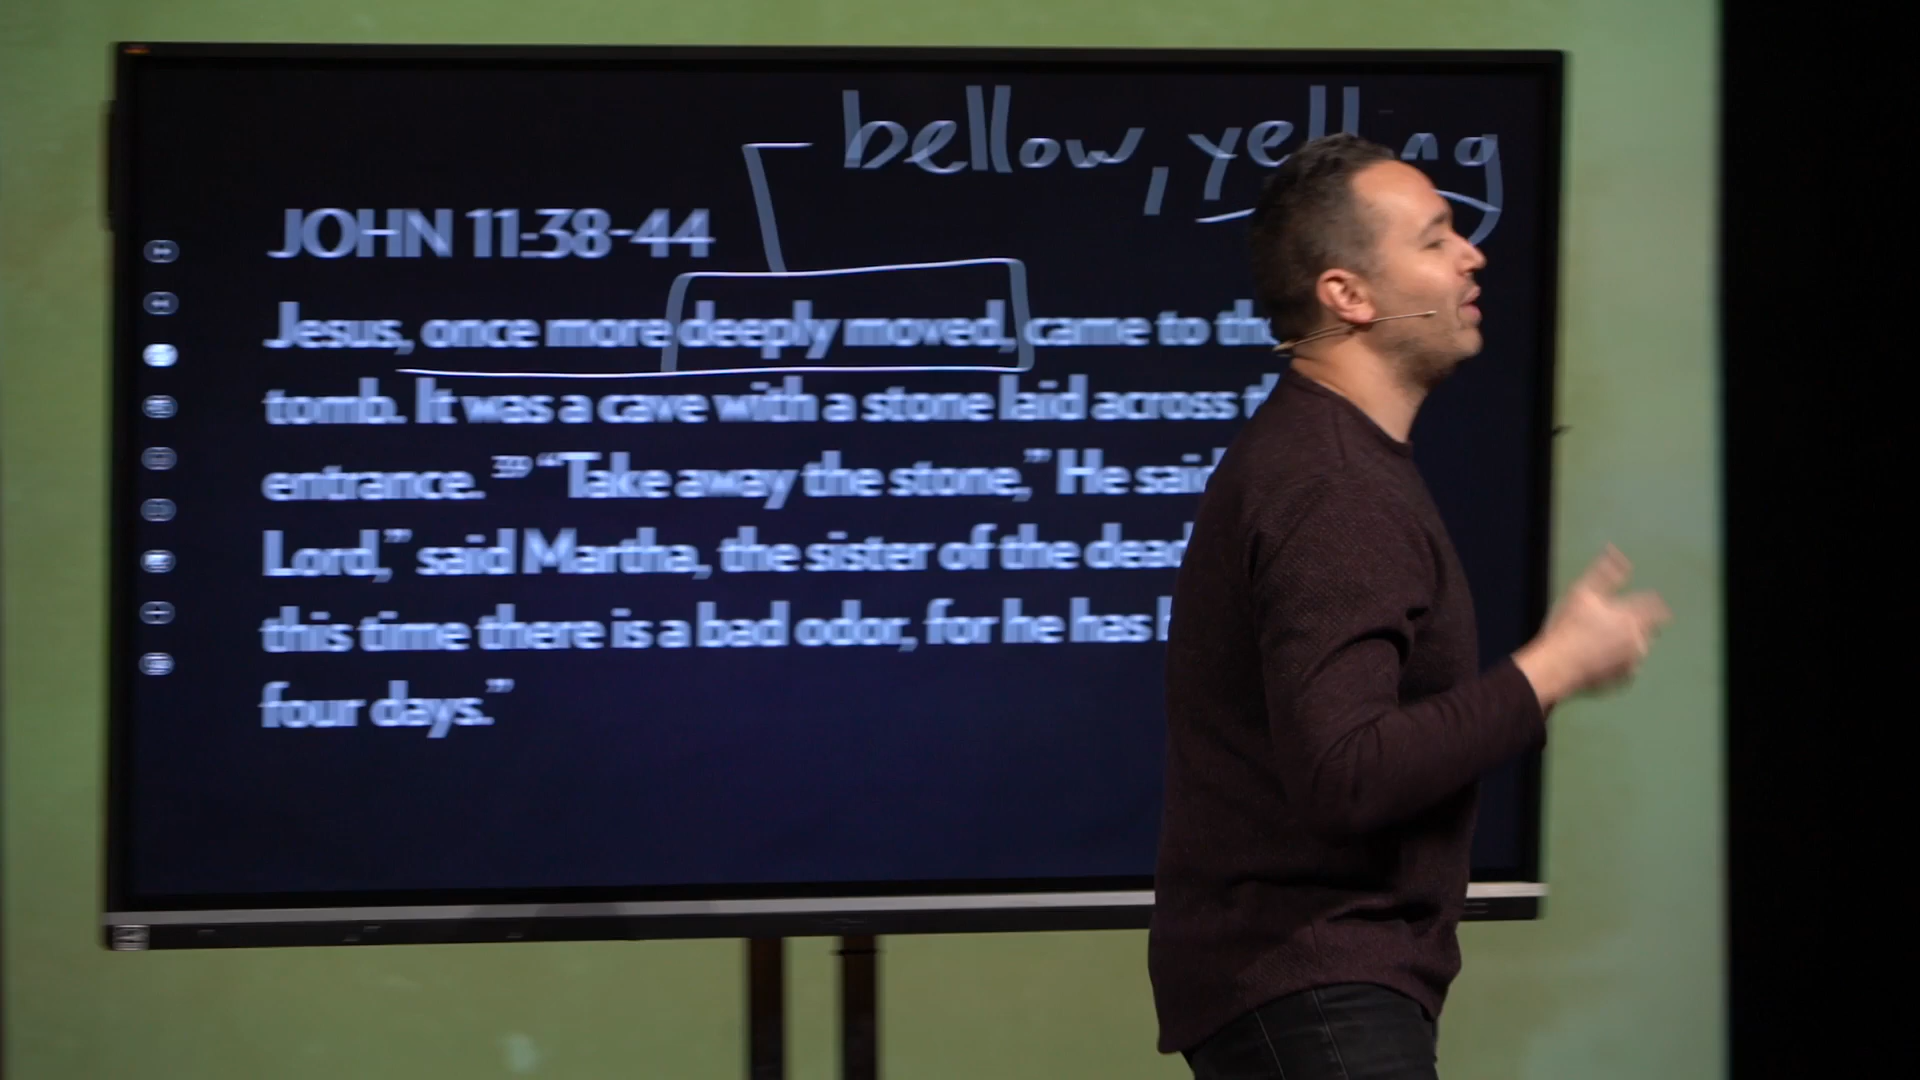 bellow, yelling
JOHN 11:38-44
Jesus, once more deeply moved, came to the
tomb. It was a cave with a stone laid across
entrance. 39 “Take away the stone,” He said
Lord,” said Martha, the sister of the dead
this time there is a bad odor, for he has
four days.”